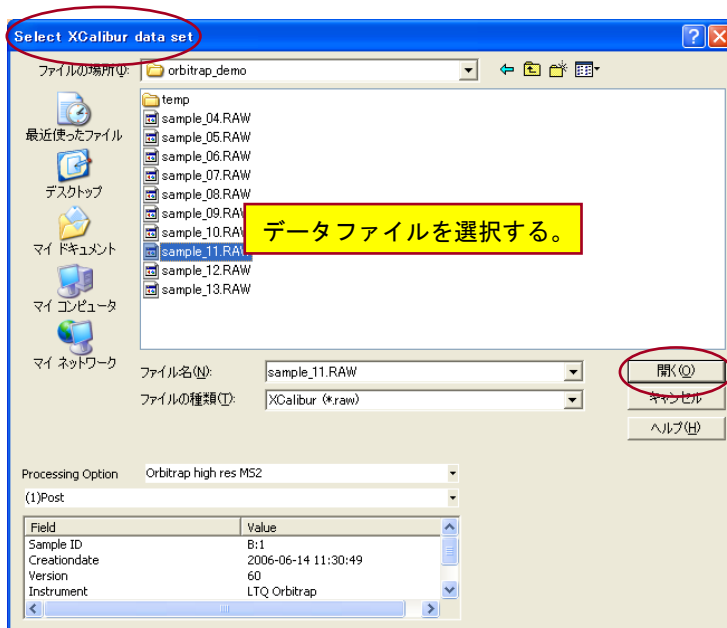 Select XCalibur data set
ファイルの場所(I):
orbitrap_demo
最近使ったファイル
デスクトップ
マイ ドキュメント
マイ コンピュータ
マイ ネットワーク
temp
sample_04.RAW
sample_05.RAW
sample_06.RAW
sample_07.RAW
sample_08.RAW
sample_09.RAW
sample_10.RAW
sample_11.RAW
sample_12.RAW
sample_13.RAW
データファイルを選択する。
ファイル名(N): sample_11.RAW
開く(O)
ファイルの種類(T): XCalibur (*.raw)
キャンセル
ヘルプ(H)
Processing Option Orbitrap high res MS2
(1)Post
Field Value
Sample ID B:1
Creationdate 2006-06-14 11:30:49
Version 60
Instrument LTQ Orbitrap